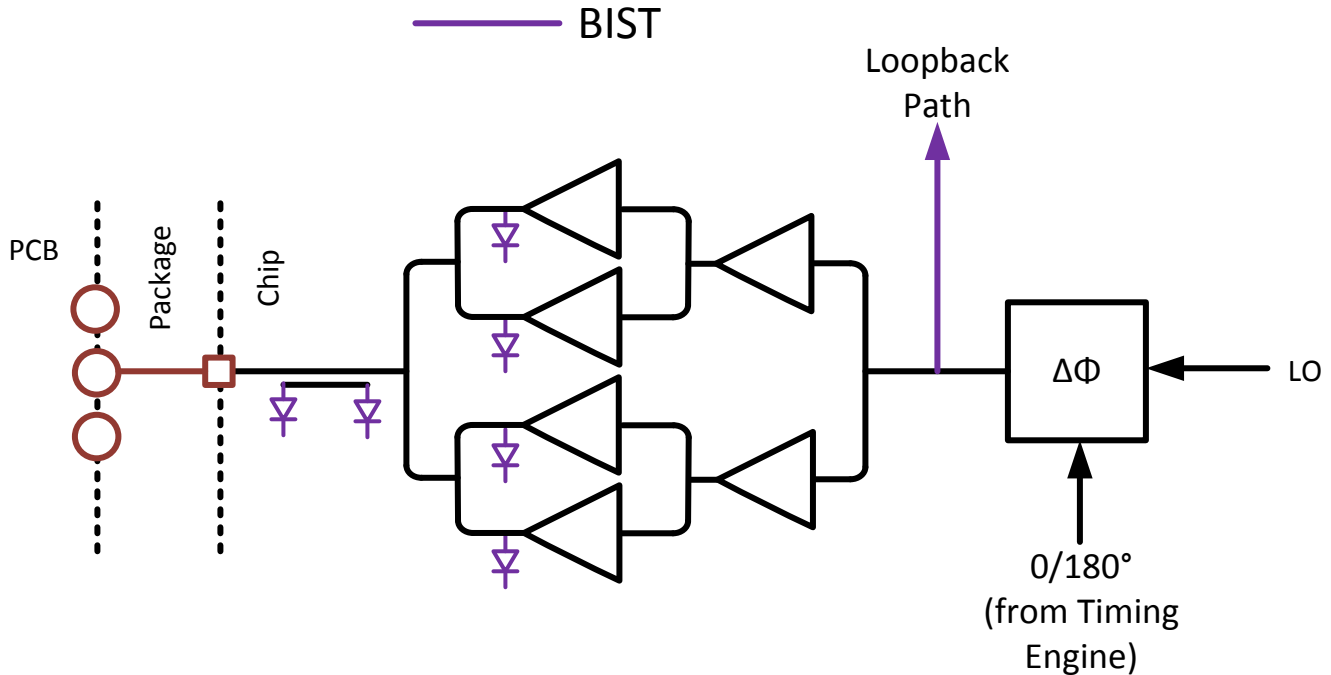 BIST
Loopback
Path
PCB
Package
Chip
ΔΦ
LO
0/180°
(from Timing
Engine)